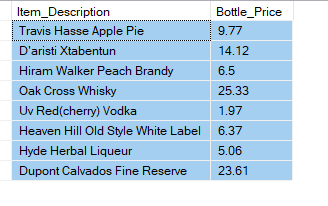 Item_Description Bottle_Price
Travis Hasse Apple Pie 9.77
D'aristi Xtabentun 14.12
Hiram Walker Peach Brandy 6.5
Oak Cross Whisky 25.33
Uv Red(cherry) Vodka 1.97
Heaven Hill Old Style White Label 6.37
Hyde Herbal Liqueur 5.06
Dupont Calvados Fine Reserve 23.61